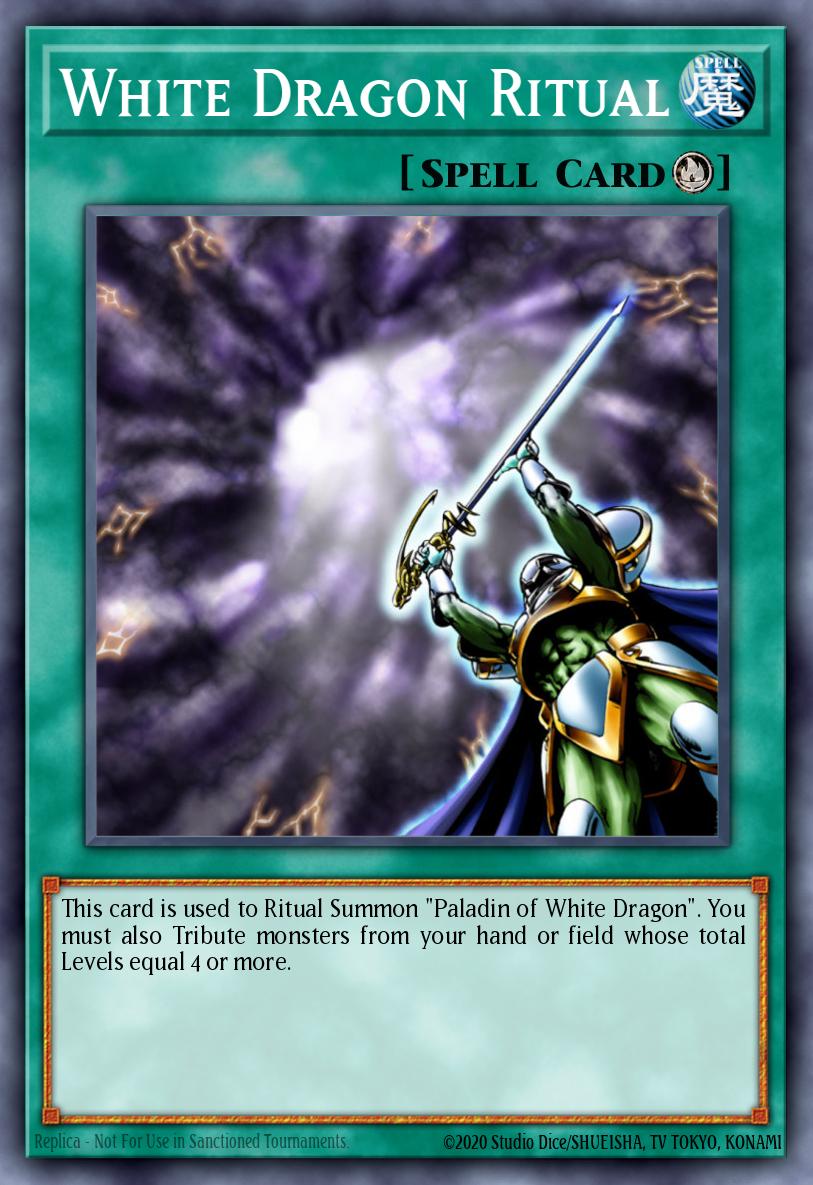 White Dragon Ritual
SPELL
魔
[Spell Card]
This card is used to Ritual Summon "Paladin of White Dragon". You
must also Tribute monsters from your hand or field whose total
Levels equal 4 or more.
Replica - Not For Use in Sanctioned Tournaments.
©2020 Studio Dice/SHUEISHA, TV TOKYO, KONAMI